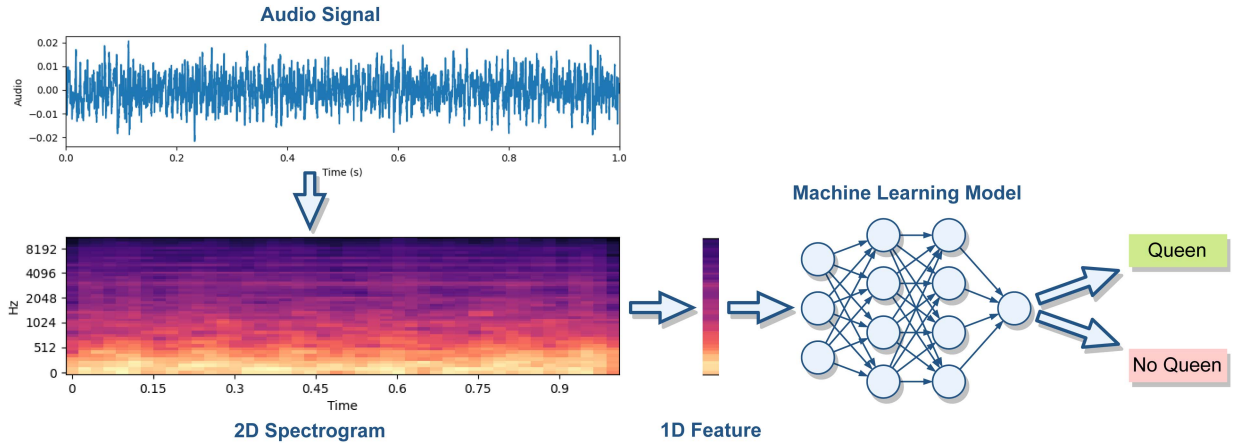 Audio Signal
Audio
0.02
0.01
0.00
−0.01
−0.02
0.0 0.2 0.4 0.6 0.8 1.0
Time (s)
Machine Learning Model
Hz
8192
4096
2048
1024
512
0
0 0.15 0.3 0.45 0.6 0.75 0.9
Time
Queen
No Queen
2D Spectrogram
1D Feature